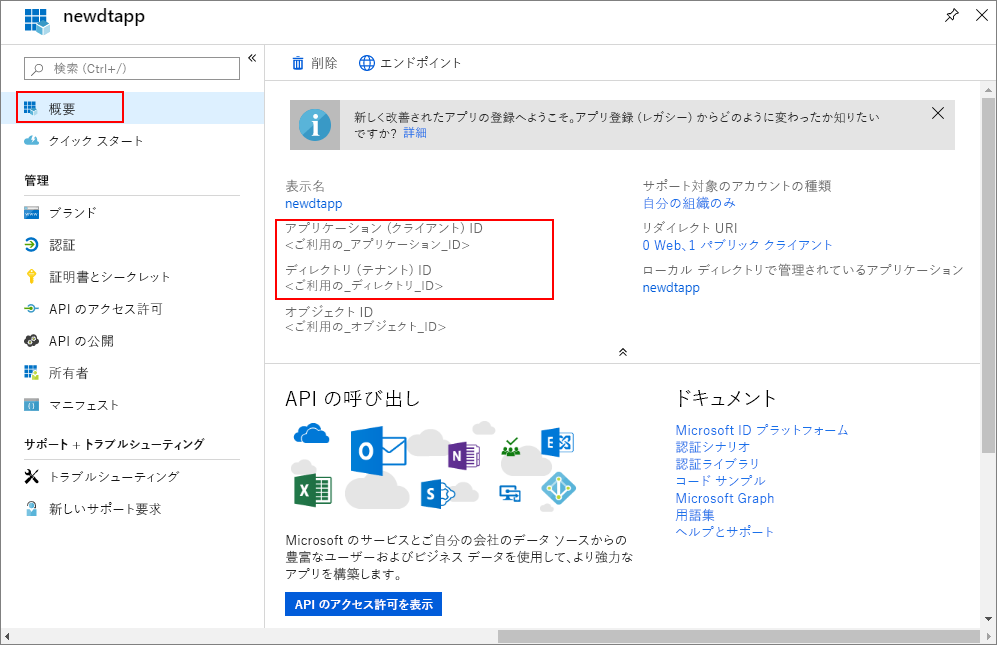 newdtapp
検索 (Ctrl+/)
概要
クイック スタート
管理
ブランド
認証
証明書とシークレット
API のアクセス許可
API の公開
所有者
マニフェスト
サポート + トラブルシューティング
トラブルシューティング
新しいサポート要求
削除
エンドポイント
新しく改善されたアプリの登録へようこそ。アプリ登録 (レガシー) からどのように変わったか知りたい
ですか? 詳細
表示名
newdtapp
アプリケーション (クライアント) ID
<ご利用の_アプリケーション_ID>
ディレクトリ (テナント) ID
<ご利用の_ディレクトリ_ID>
オブジェクト ID
<ご利用の_オブジェクト_ID>
サポート対象のアカウントの種類
自分の組織のみ
リダイレクト URI
0 Web、1 パブリック クライアント
ローカル ディレクトリで管理されているアプリケーション
newdtapp
API の呼び出し
Microsoft のサービスとご自分の会社のデータ ソースからの
豊富なユーザーおよびビジネス データを使用して、より強力な
アプリを構築します。
API のアクセス許可を表示
ドキュメント
Microsoft ID プラットフォーム
認証シナリオ
認証ライブラリ
コード サンプル
Microsoft Graph
用語集
ヘルプとサポート